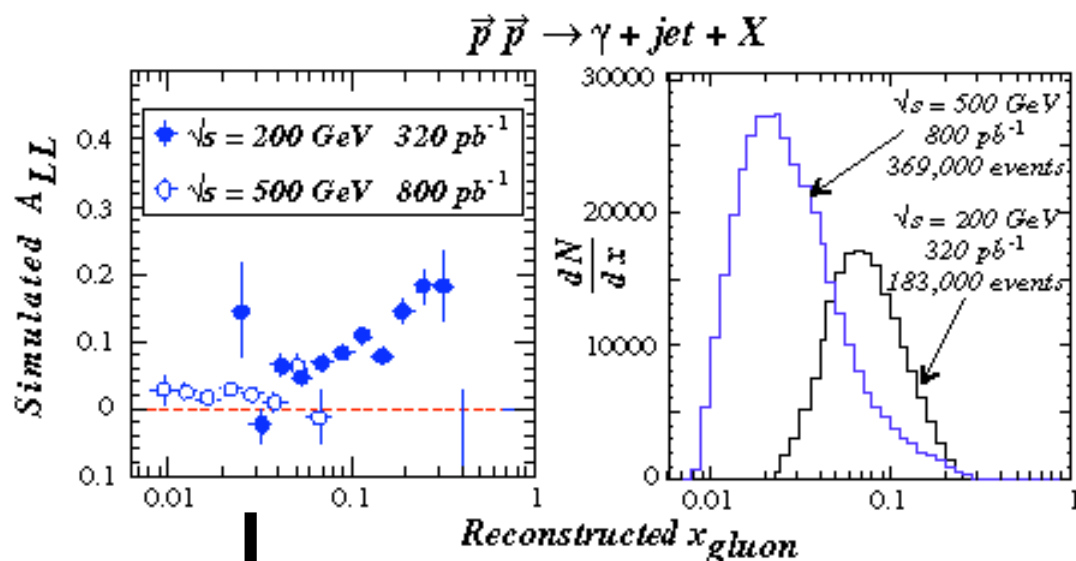 p⃗ p⃗ → γ + jet + X
Simulated A_LL
0.4
0.3
0.2
0.1
0
0.1
√s = 200 GeV 320 pb⁻¹
√s = 500 GeV 800 pb⁻¹
0.01 0.1 1
dN/dx
30000
20000
10000
0
√s = 500 GeV
800 pb⁻¹
369,000 events
√s = 200 GeV
320 pb⁻¹
183,000 events
0.01 0.1 1
Reconstructed x_gluon